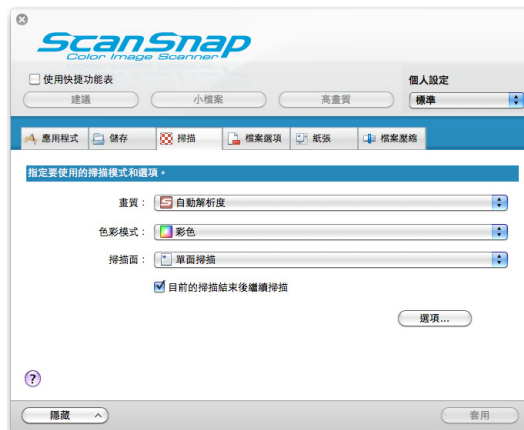 ScanSnap
Color Image Scanner
使用快捷功能表
個人設定
建議
小檔案
高畫質
標準
應用程式
儲存
掃描
檔案選項
紙張
檔案壓縮
指定要使用的掃描模式和選項。
畫質：
自動解析度
色彩模式：
彩色
掃描面：
單面掃描
目前的掃描結束後繼續掃描
選項...
?
隱藏
套用